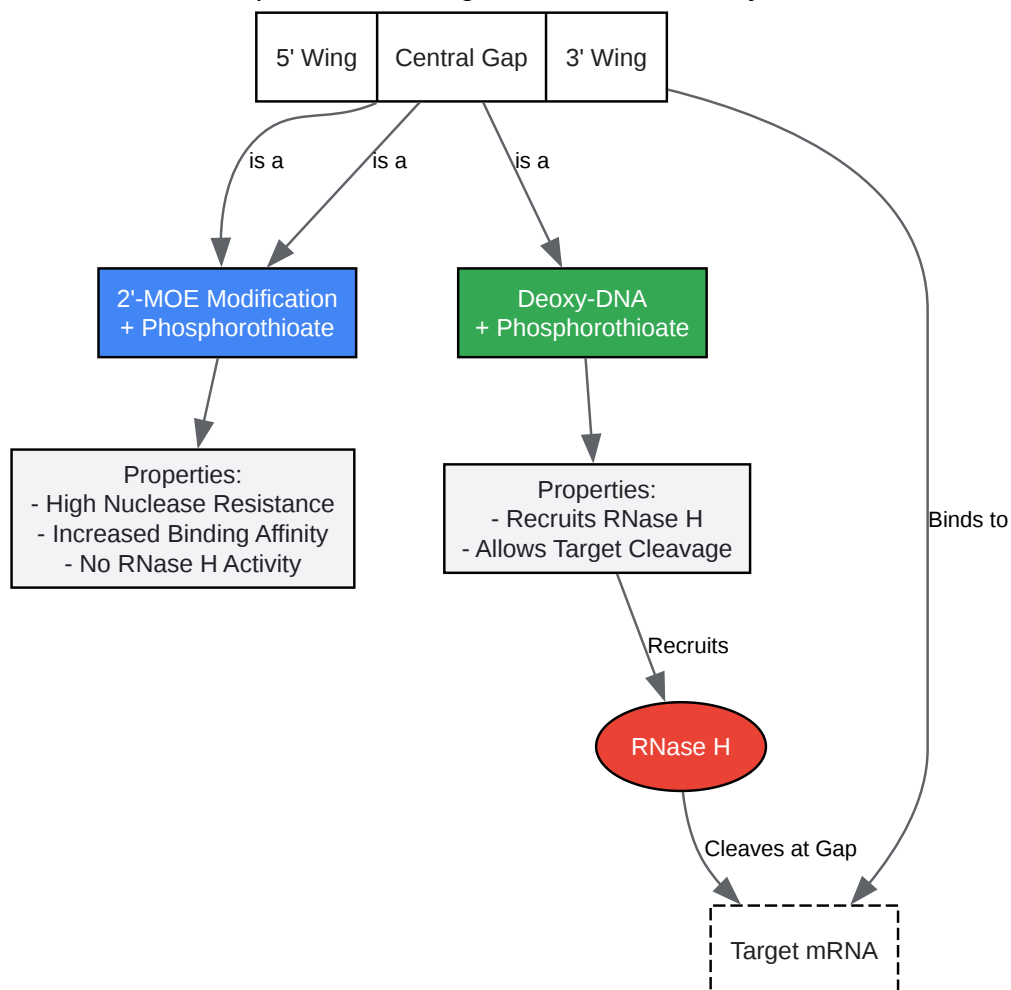 5' Wing
Central Gap
3' Wing
is a
is a
is a
2'-MOE Modification
+ Phosphorothioate
Deoxy-DNA
+ Phosphorothioate
Properties:
- High Nuclease Resistance
- Increased Binding Affinity
- No RNase H Activity
Properties:
- Recruits RNase H
- Allows Target Cleavage
Binds to
Recruits
RNase H
Cleaves at Gap
Target mRNA